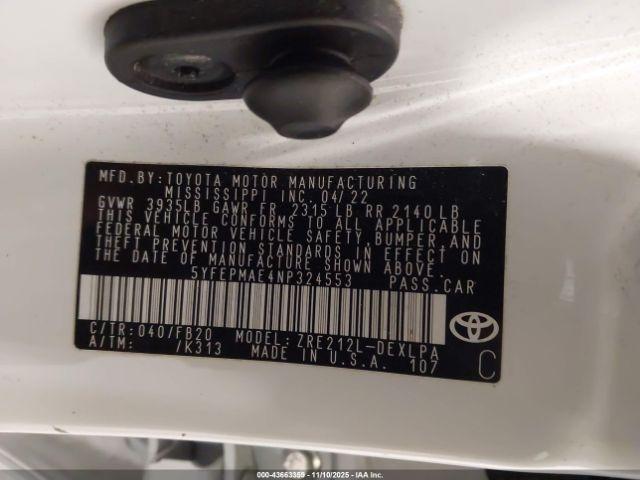 MFD.BY:TOYOTA MOTOR MANUFACTURING
MISSISSIPPI INC. 04/22
GVWR 3935LB GAWR FR. 2315 LB RR 2140 LB
THIS VEHICLE CONFORMS TO ALL APPLICABLE
FEDERAL MOTOR VEHICLE SAFETY, BUMPER, AND
THEFT PREVENTION STANDARDS IN EFFECT ON
THE DATE OF MANUFACTURE SHOWN ABOVE.
5YFEPMAE4NP324553 PASS.CAR
C/TR:040/FB20 MODEL: ZRE212L-DEXLPA
A/TM: /K313 MADE IN U.S.A. 107
C
000-43663359 - 11/10/2025 - IAA Inc.